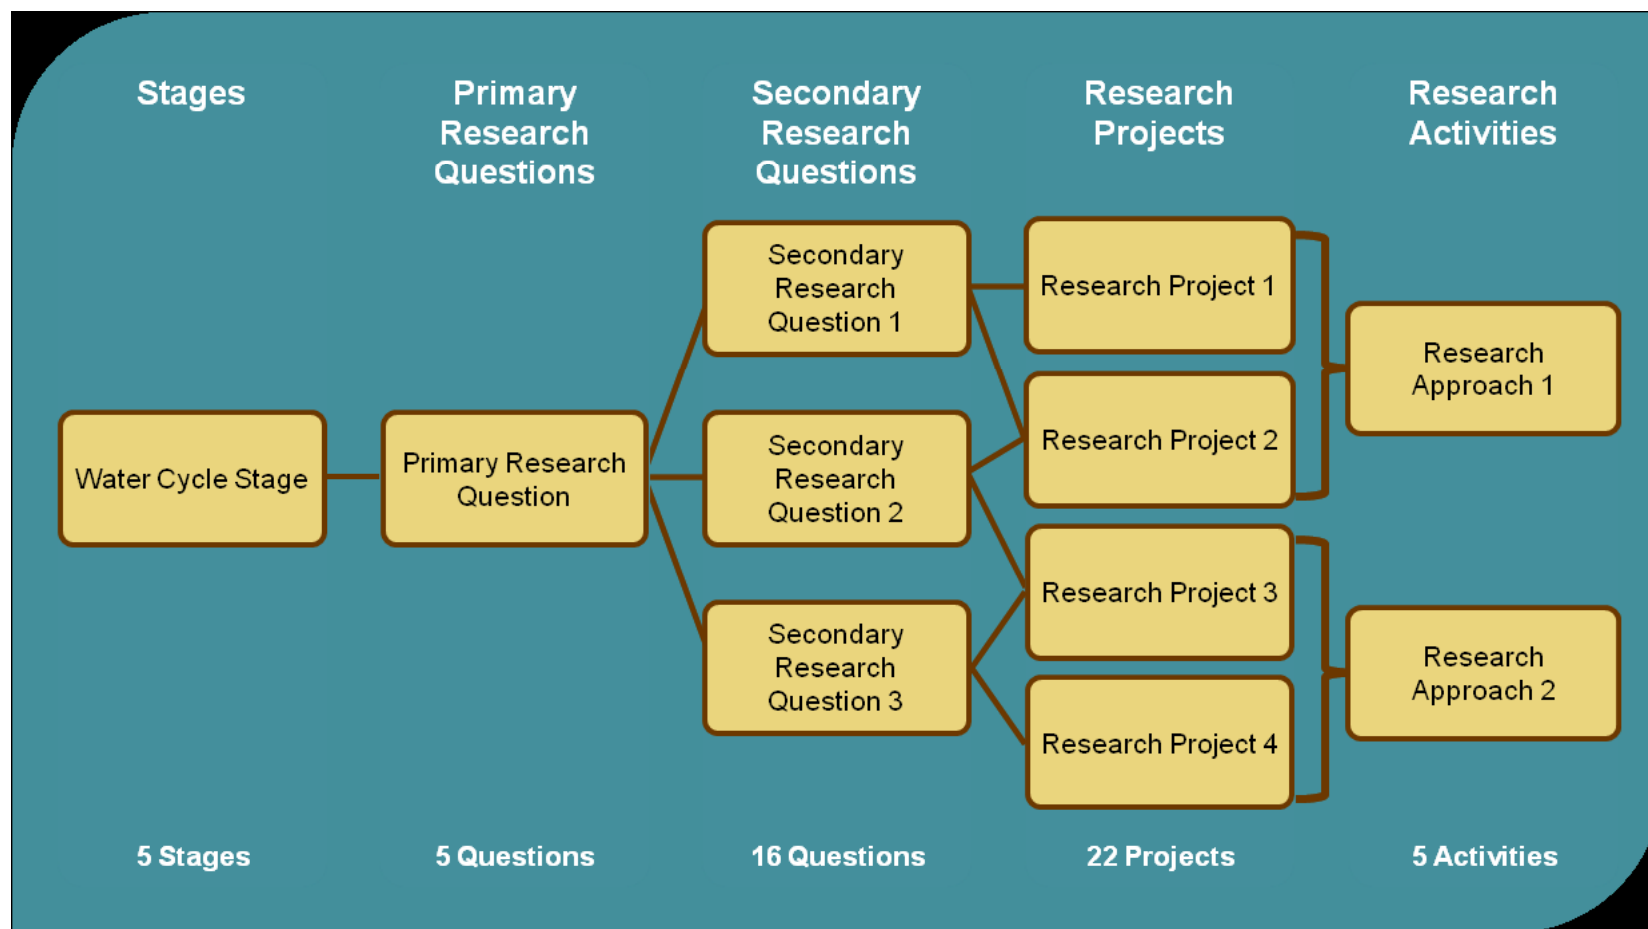 Stages
Primary
Research
Questions
Secondary
Research
Questions
Research
Projects
Research
Activities
Water Cycle Stage
Primary Research
Question
Secondary
Research
Question 1
Secondary
Research
Question 2
Secondary
Research
Question 3
Research Project 1
Research Project 2
Research Project 3
Research Project 4
Research
Approach 1
Research
Approach 2
5 Stages
5 Questions
16 Questions
22 Projects
5 Activities